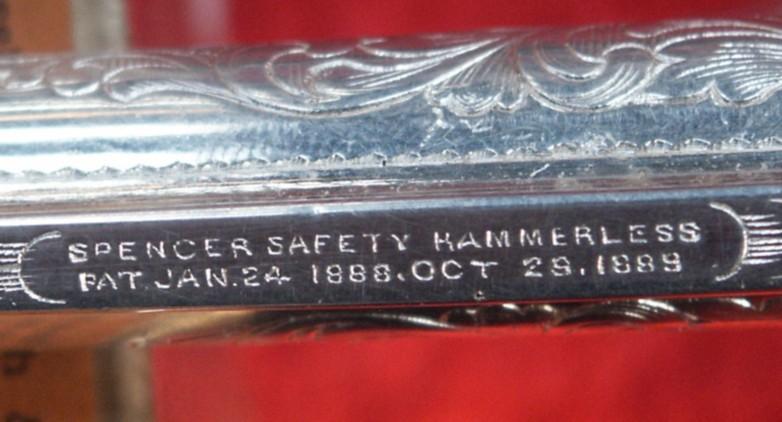 SPENCER SAFETY HAMMERLESS
PAT. JAN. 24 1888. OCT 29. 1889